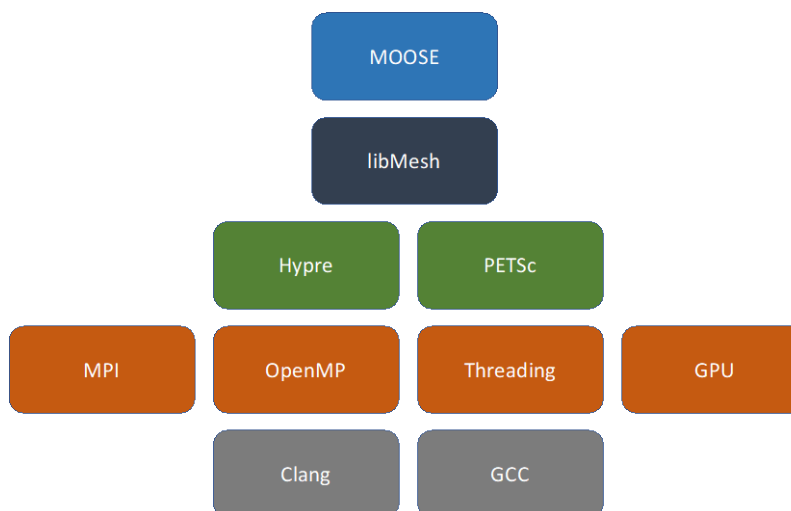 MOOSE
libMesh
Hypre PETSc
MPI OpenMP Threading GPU
Clang GCC